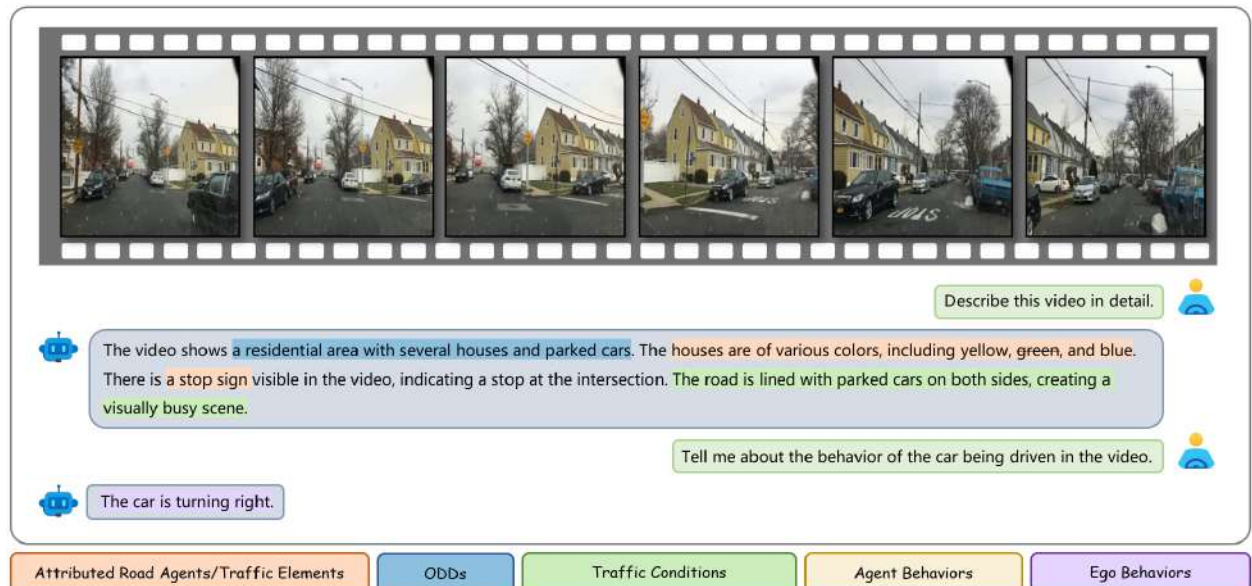 STOP
Describe this video in detail.
The video shows a residential area with several houses and parked cars. The houses are of various colors, including yellow, green, and blue.
There is a stop sign visible in the video, indicating a stop at the intersection. The road is lined with parked cars on both sides, creating a
visually busy scene.
Tell me about the behavior of the car being driven in the video.
The car is turning right.
Attributed Road Agents/Traffic Elements
ODDs
Traffic Conditions
Agent Behaviors
Ego Behaviors